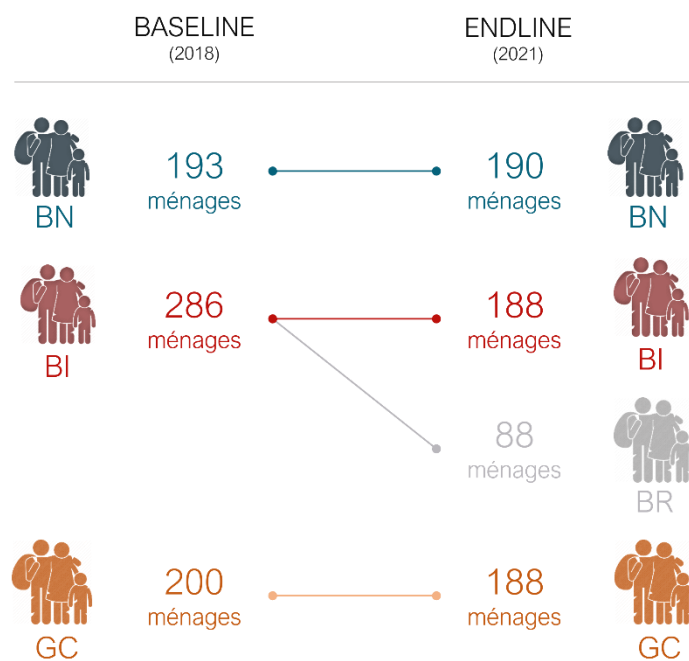 BASELINE
(2018)
ENDLINE
(2021)
BN
193
ménages
190
ménages
BN
BI
286
ménages
188
ménages
BI
88
ménages
BR
GC
200
ménages
188
ménages
GC